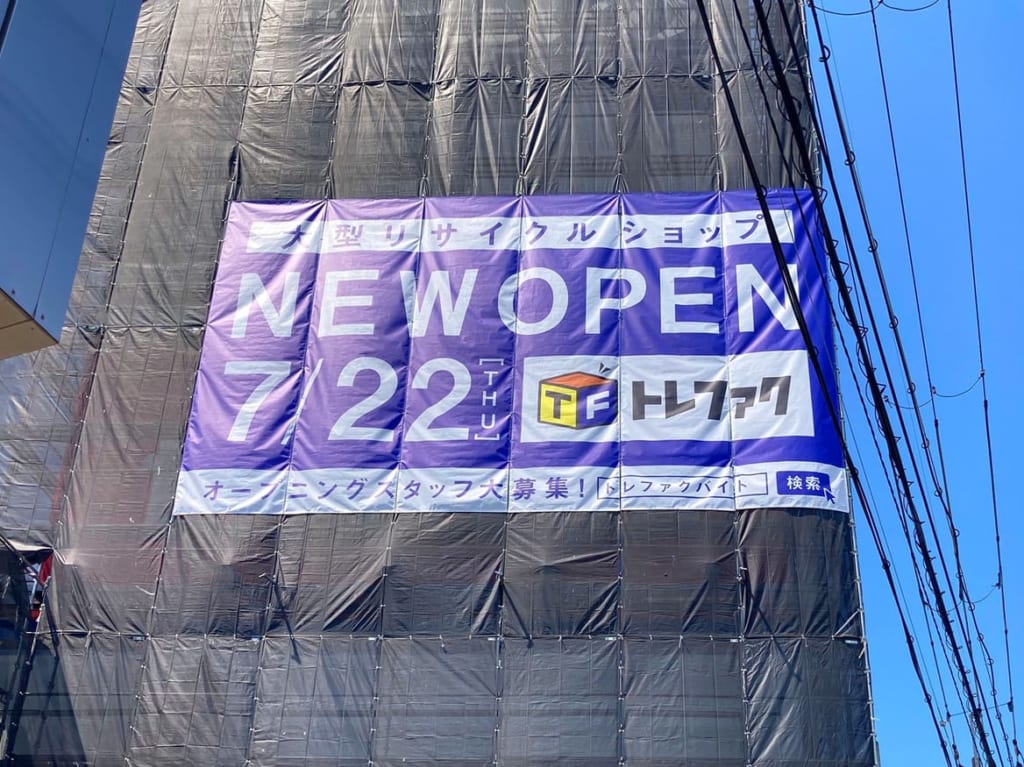 大型リサイクルショップ
NEW OPEN
7/22 [THU] TF トレファク
オープニングスタッフ大募集! トレファクバイト 検索